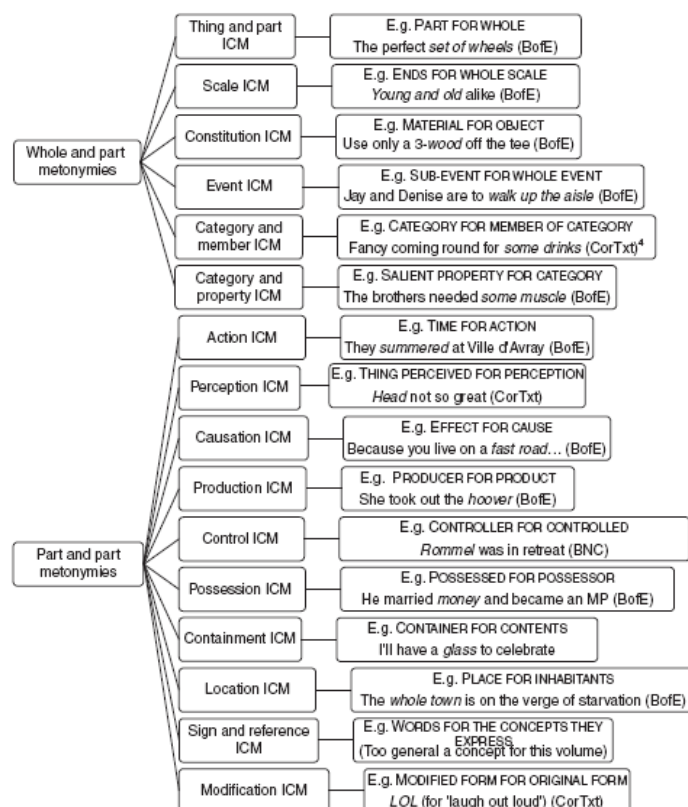 Whole and part
metonymies
Thing and part
ICM
E.g. PART FOR WHOLE
The perfect set of wheels (BofE)
Scale ICM
E.g. ENDS FOR WHOLE SCALE
Young and old alike (BofE)
Constitution ICM
E.g. MATERIAL FOR OBJECT
Use only a 3-wood off the tee (BofE)
Event ICM
E.g. SUB-EVENT FOR WHOLE EVENT
Jay and Denise are to walk up the aisle (BofE)
Category and
member ICM
E.g. CATEGORY FOR MEMBER OF CATEGORY
Fancy coming round for some drinks (CorTxt)⁴
Category and
property ICM
E.g. SALIENT PROPERTY FOR CATEGORY
The brothers needed some muscle (BofE)
Part and part
metonymies
Action ICM
E.g. TIME FOR ACTION
They summered at Ville d'Avray (BofE)
Perception ICM
E.g. THING PERCEIVED FOR PERCEPTION
Head not so great (CorTxt)
Causation ICM
E.g. EFFECT FOR CAUSE
Because you live on a fast road... (BofE)
Production ICM
E.g. PRODUCER FOR PRODUCT
She took out the hoover (BofE)
Control ICM
E.g. CONTROLLER FOR CONTROLLED
Rommel was in retreat (BNC)
Possession ICM
E.g. POSSESSED FOR POSSESSOR
He married money and became an MP (BofE)
Containment ICM
E.g. CONTAINER FOR CONTENTS
I'll have a glass to celebrate
Location ICM
E.g. PLACE FOR INHABITANTS
The whole town is on the verge of starvation (BofE)
Sign and reference
ICM
E.g. WORDS FOR THE CONCEPTS THEY
EXPRESS
(Too general a concept for this volume)
Modification ICM
E.g. MODIFIED FORM FOR ORIGINAL FORM
LOL (for 'laugh out loud') (CorTxt)